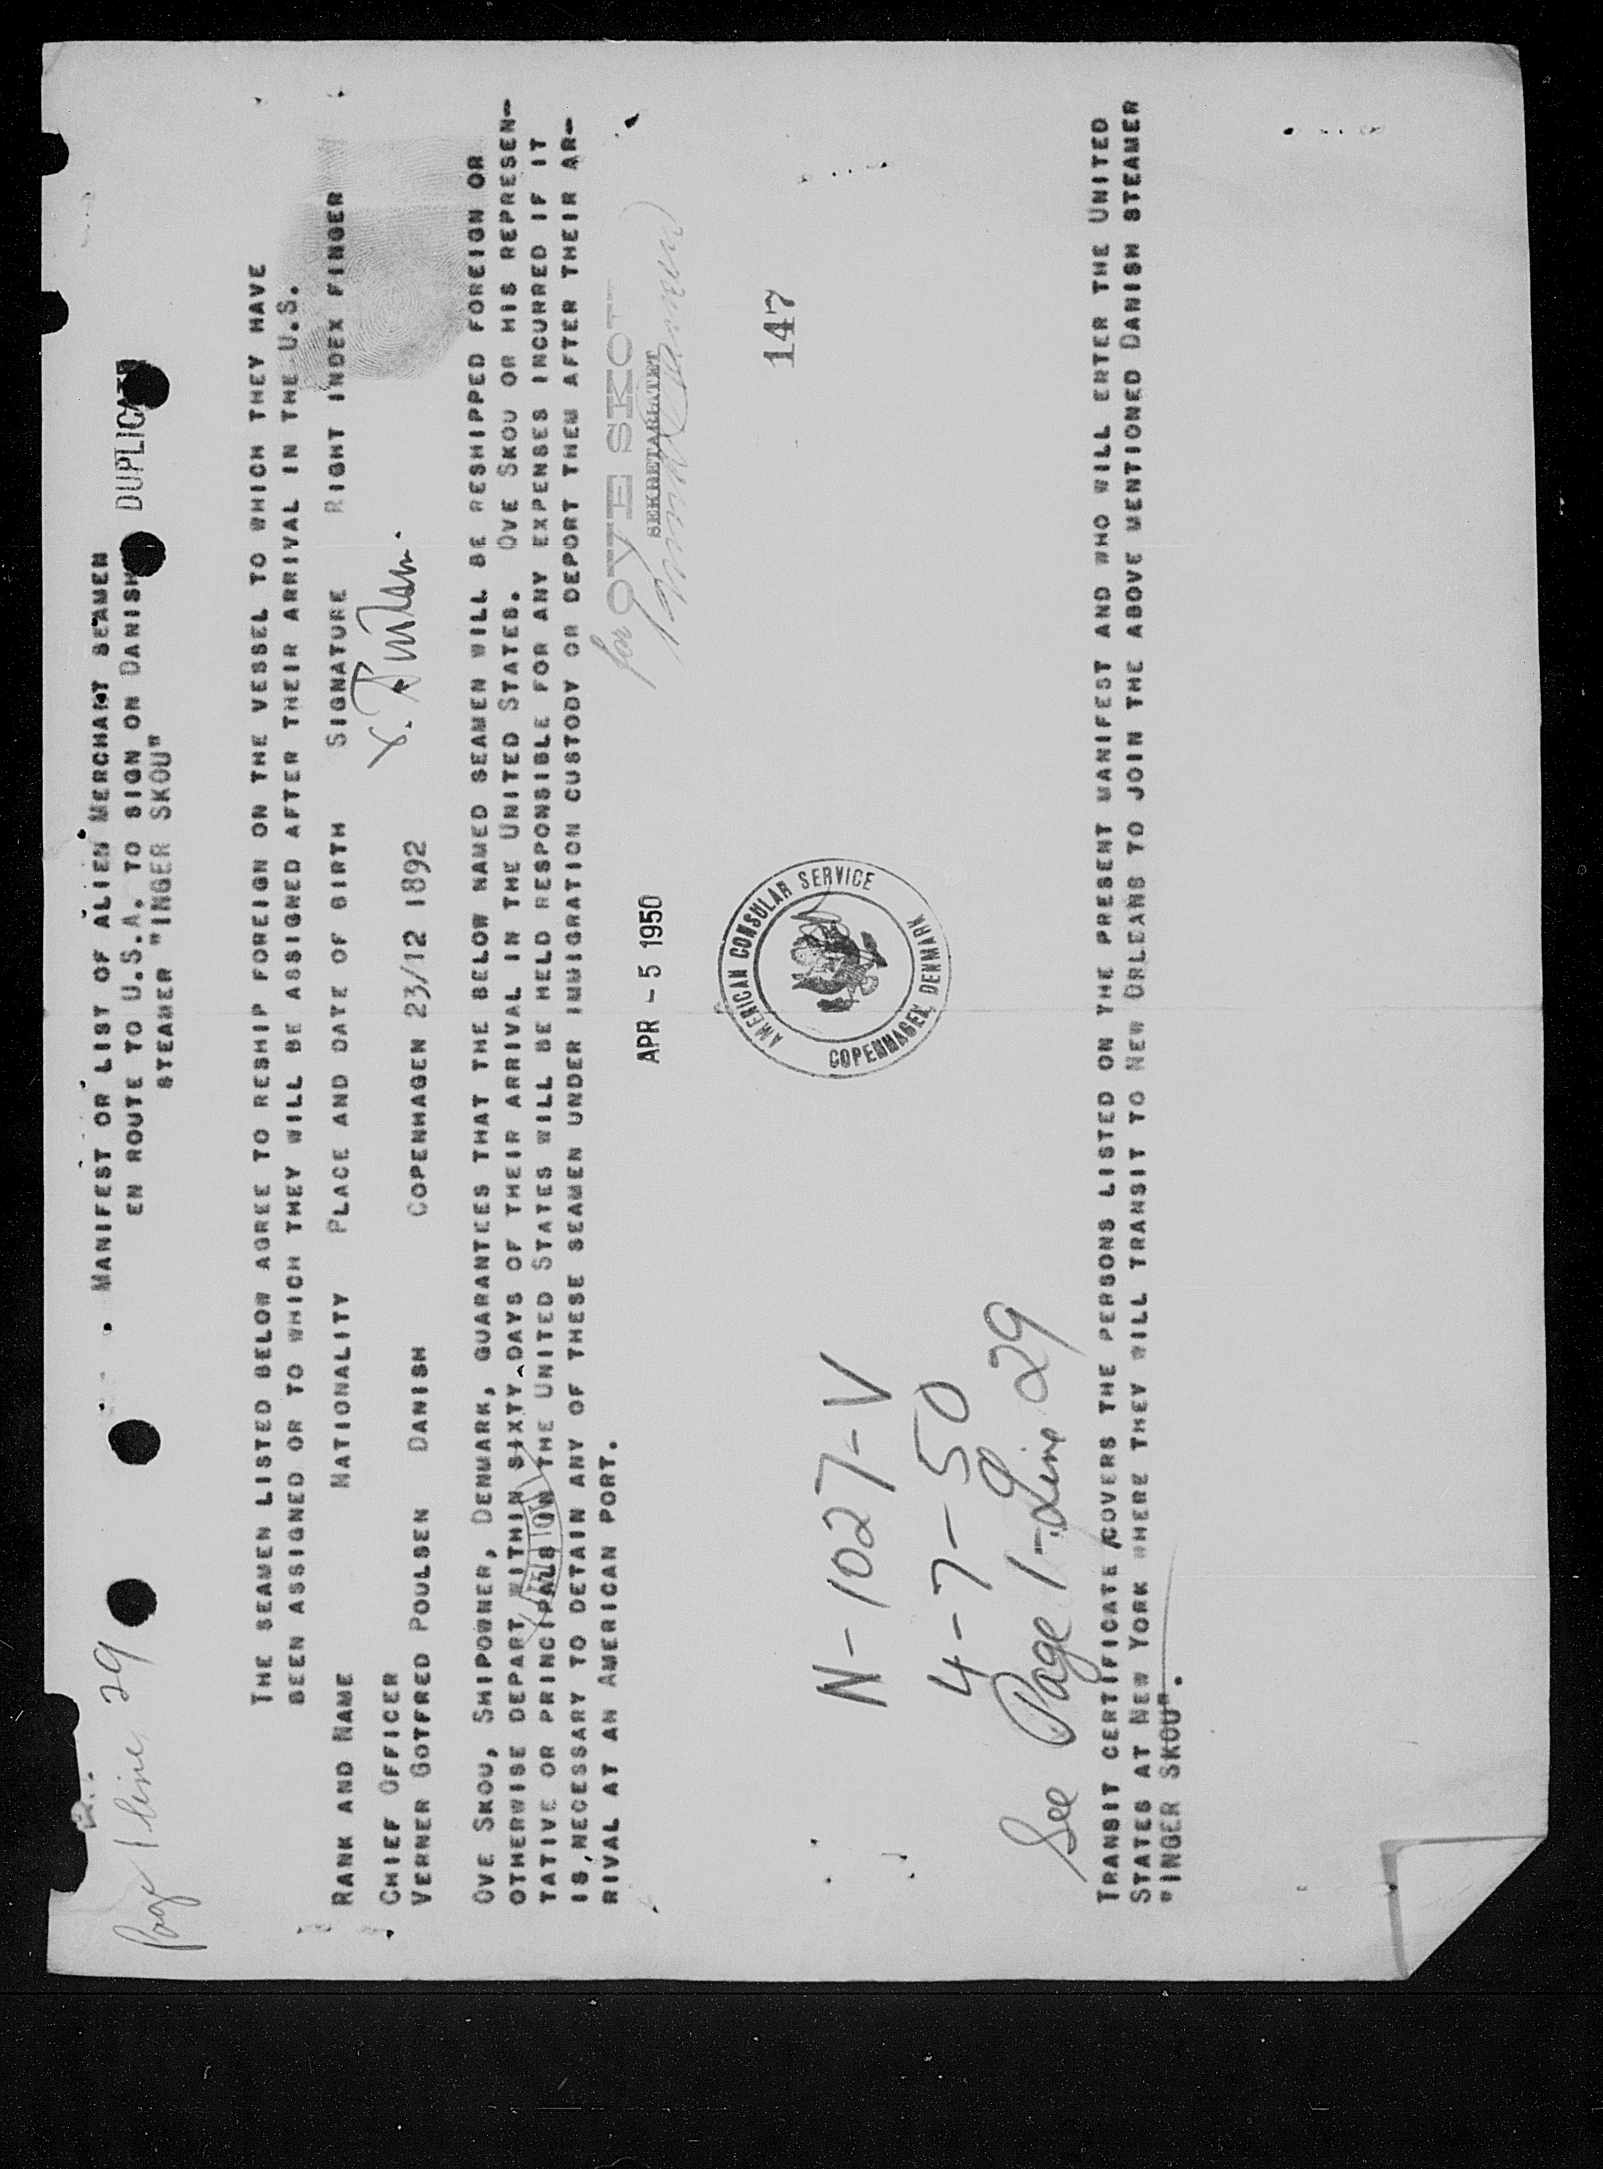 Page 1 line 29
MANIFEST OR LIST OF ALIEN MERCHANT SEAMEN
EN ROUTE TO U.S.A. TO SIGN ON DANISH
STEAMER "INGER SKOU"
DUPLICATE
THE SEAMEN LISTED BELOW AGREE TO RESHIP FOREIGN ON THE VESSEL TO WHICH THEY HAVE
BEEN ASSIGNED OR TO WHICH THEY WILL BE ASSIGNED AFTER THEIR ARRIVAL IN THE U.S.
RANK AND NAME NATIONALITY PLACE AND DATE OF BIRTH SIGNATURE RIGHT INDEX FINGER
CHIEF OFFICER
VERNER GOTFRED POULSEN DANISH COPENHAGEN 23/12 1892
OVE SKOU, SHIPOWNER, DENMARK, GUARANTEES THAT THE BELOW NAMED SEAMEN WILL BE RESHIPPED FOREIGN OR
OTHERWISE DEPART WITHIN SIXTY DAYS OF THEIR ARRIVAL IN THE UNITED STATES. OVE SKOU OR HIS REPRESEN-
TATIVE OR PRINCIPALS IN THE UNITED STATES WILL BE HELD RESPONSIBLE FOR ANY EXPENSES INCURRED IF IT
IS NECESSARY TO DETAIN ANY OF THESE SEAMEN UNDER IMMIGRATION CUSTODY OR DEPORT THEM AFTER THEIR AR-
RIVAL AT AN AMERICAN PORT.
for OVE SKOU
SEKRETARIATET
APR - 5 1950
147
AMERICAN CONSULAR SERVICE
COPENHAGEN, DENMARK
N-1027-V
4-7-50
See Page 1-Line 29
TRANSIT CERTIFICATE COVERS THE PERSONS LISTED ON THE PRESENT MANIFEST AND WHO WILL ENTER THE UNITED
STATES AT NEW YORK WHERE THEY WILL TRANSIT TO NEW ORLEANS TO JOIN THE ABOVE MENTIONED DANISH STEAMER
"INGER SKOU".